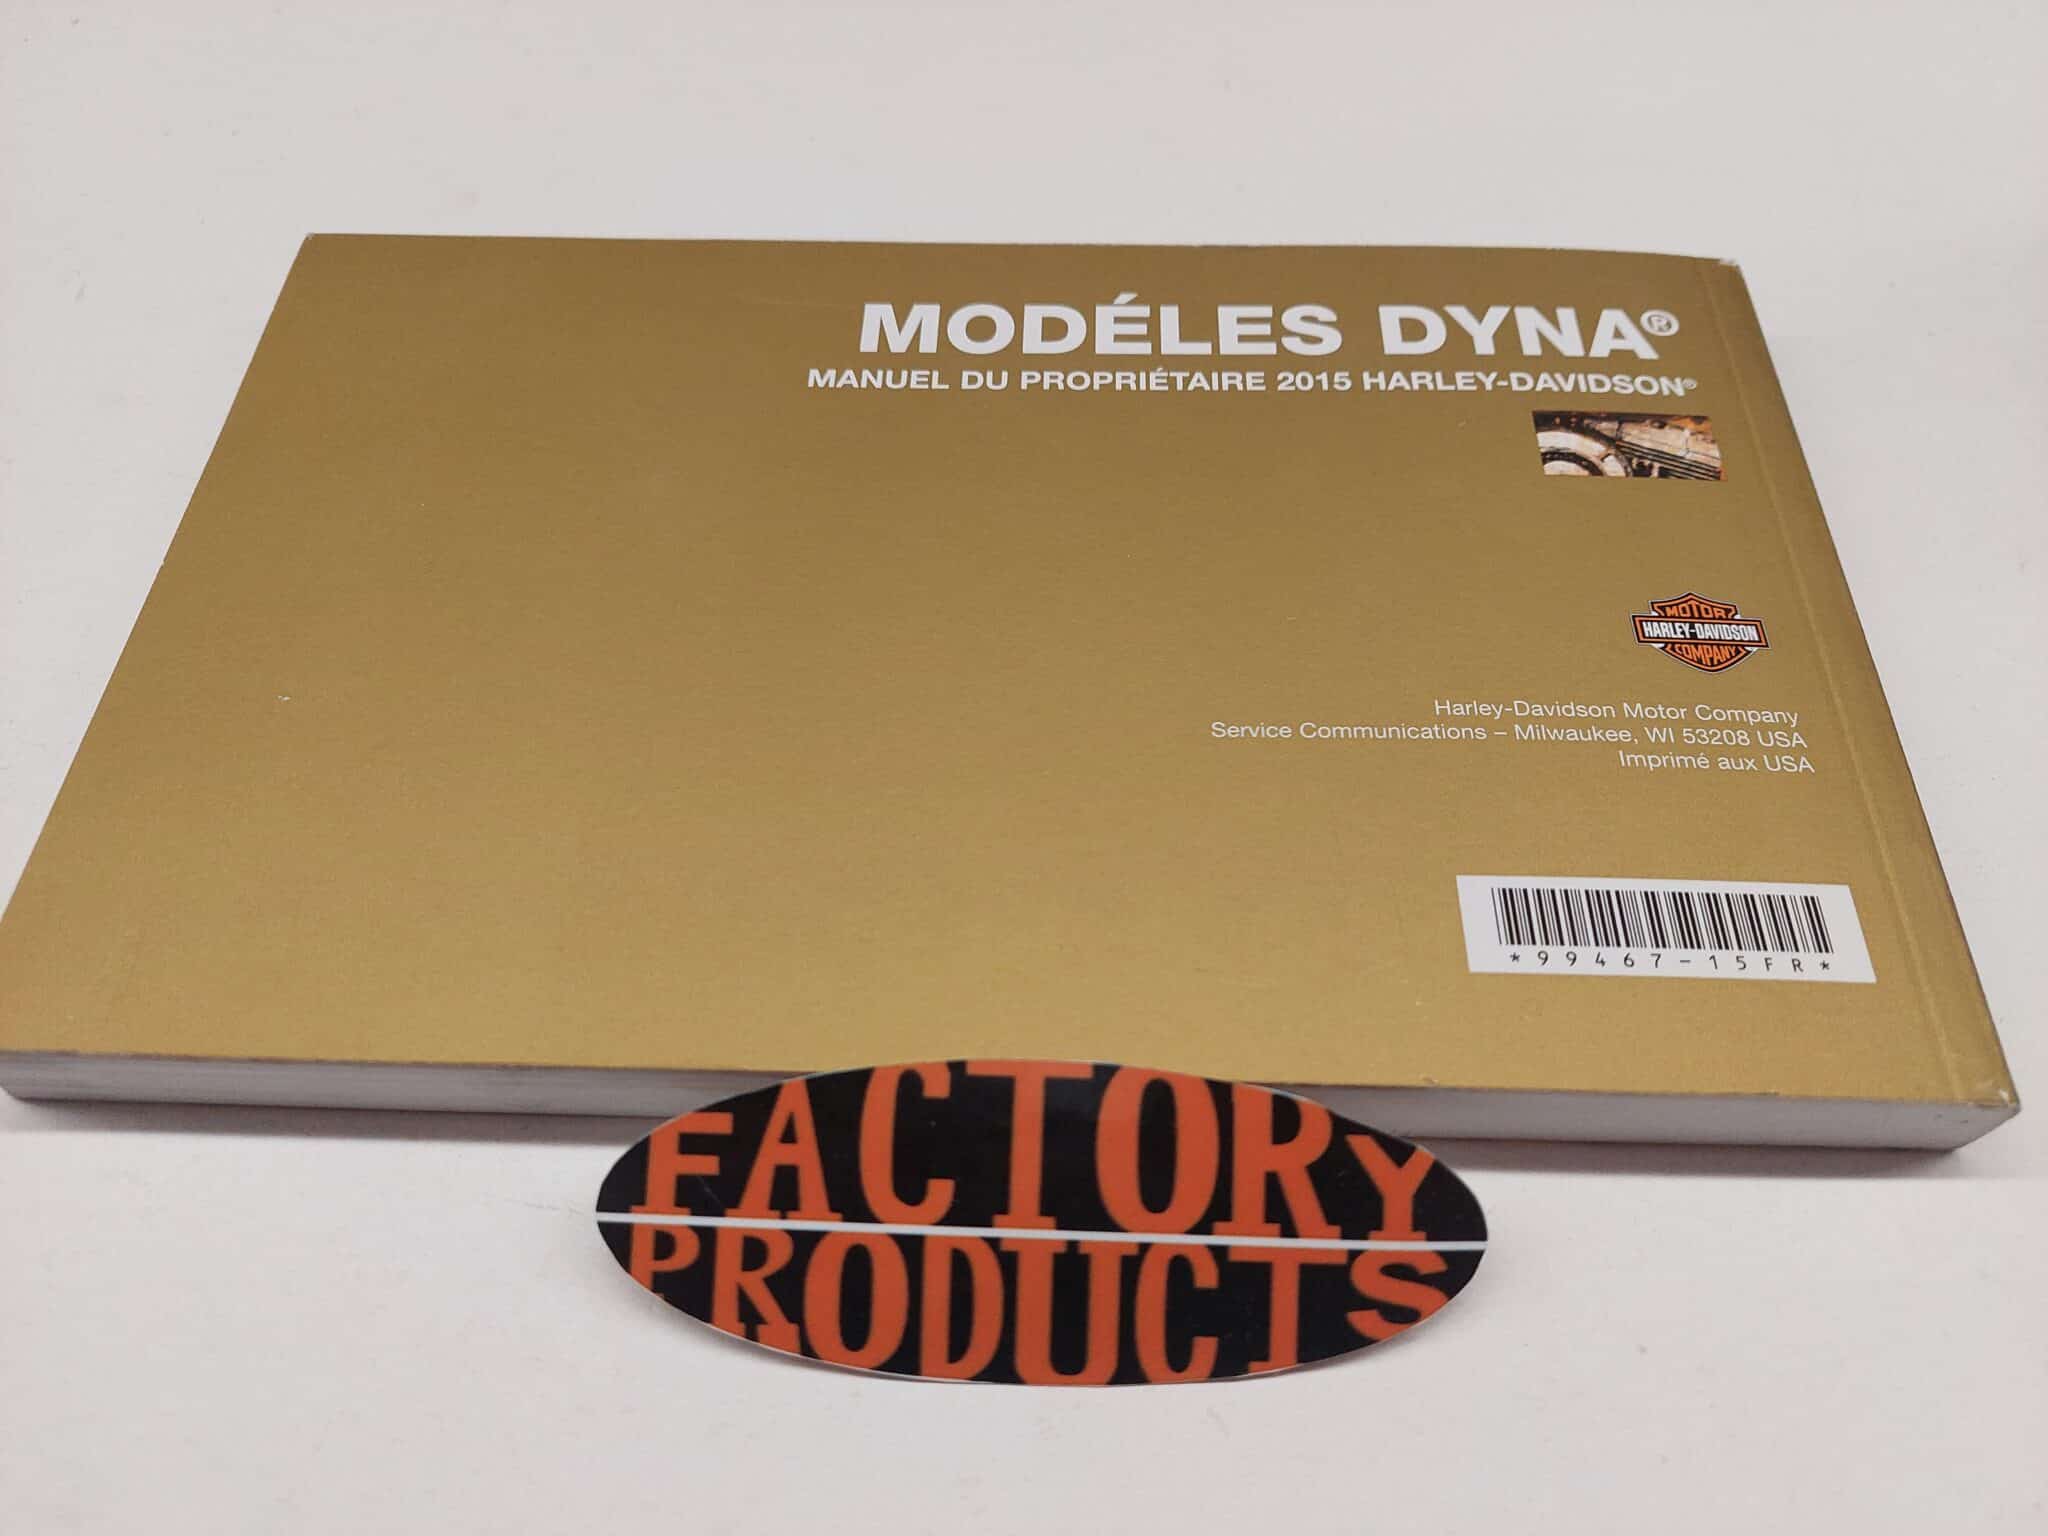 MODÉLES DYNA®
MANUEL DU PROPRIÉTAIRE 2015 HARLEY-DAVIDSON®
MOTOR
HARLEY-DAVIDSON
COMPANY
Harley-Davidson Motor Company
Service Communications – Milwaukee, WI 53208 USA
Imprimé aux USA
*99467-15FR*
FACTORY
PRODUCTS